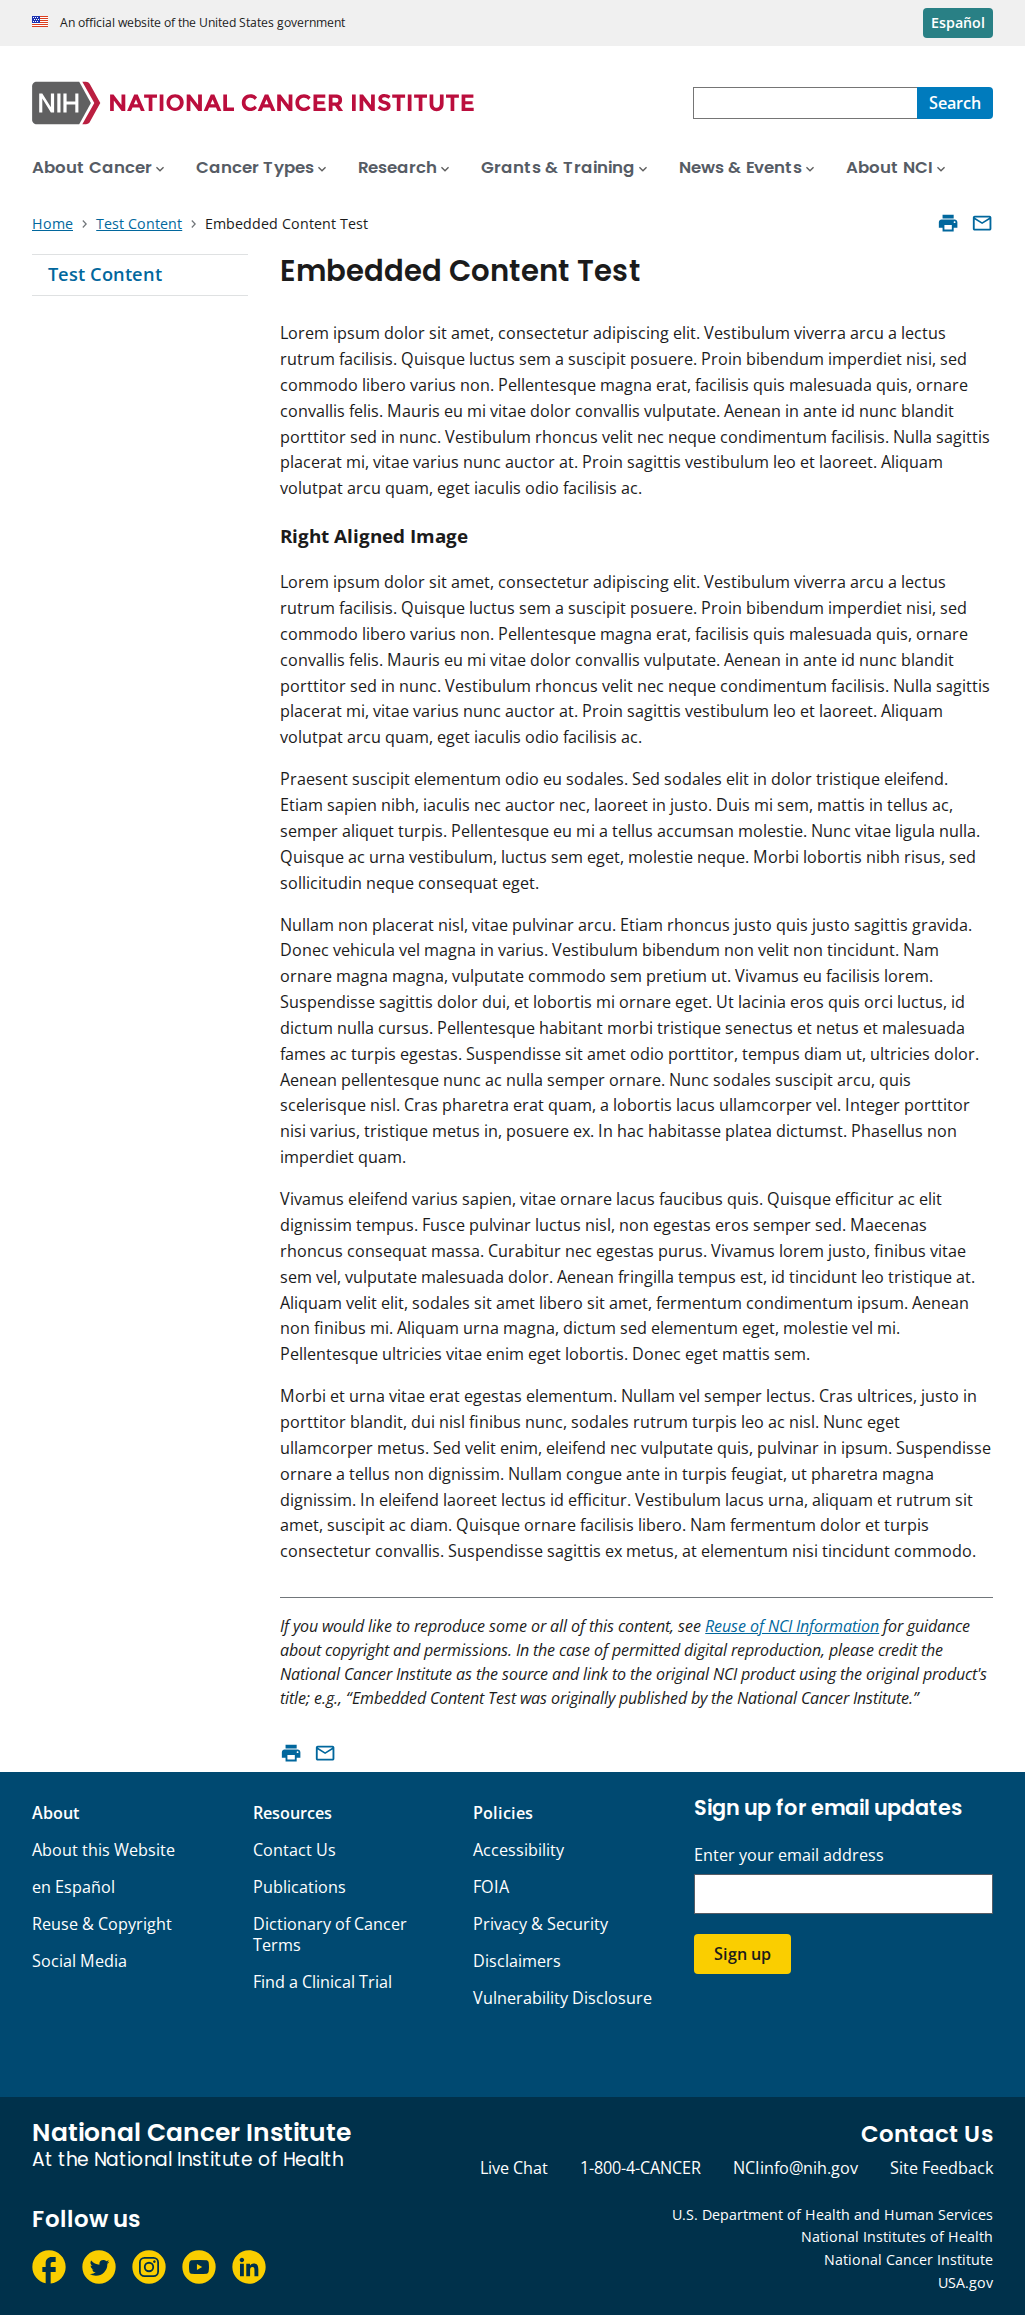 An official website of the United States government
Español
NIH NATIONAL CANCER INSTITUTE
Search
About Cancer
Cancer Types
Research
Grants & Training
News & Events
About NCI
Home
Test Content
Embedded Content Test
Test Content
Embedded Content Test
Lorem ipsum dolor sit amet, consectetur adipiscing elit. Vestibulum viverra arcu a lectus
rutrum facilisis. Quisque luctus sem a suscipit posuere. Proin bibendum imperdiet nisi, sed
commodo libero varius non. Pellentesque magna erat, facilisis quis malesuada quis, ornare
convallis felis. Mauris eu mi vitae dolor convallis vulputate. Aenean in ante id nunc blandit
porttitor sed in nunc. Vestibulum rhoncus velit nec neque condimentum facilisis. Nulla sagittis
placerat mi, vitae varius nunc auctor at. Proin sagittis vestibulum leo et laoreet. Aliquam
volutpat arcu quam, eget iaculis odio facilisis ac.
Right Aligned Image
Lorem ipsum dolor sit amet, consectetur adipiscing elit. Vestibulum viverra arcu a lectus
rutrum facilisis. Quisque luctus sem a suscipit posuere. Proin bibendum imperdiet nisi, sed
commodo libero varius non. Pellentesque magna erat, facilisis quis malesuada quis, ornare
convallis felis. Mauris eu mi vitae dolor convallis vulputate. Aenean in ante id nunc blandit
porttitor sed in nunc. Vestibulum rhoncus velit nec neque condimentum facilisis. Nulla sagittis
placerat mi, vitae varius nunc auctor at. Proin sagittis vestibulum leo et laoreet. Aliquam
volutpat arcu quam, eget iaculis odio facilisis ac.
Praesent suscipit elementum odio eu sodales. Sed sodales elit in dolor tristique eleifend.
Etiam sapien nibh, iaculis nec auctor nec, laoreet in justo. Duis mi sem, mattis in tellus ac,
semper aliquet turpis. Pellentesque eu mi a tellus accumsan molestie. Nunc vitae ligula nulla.
Quisque ac urna vestibulum, luctus sem eget, molestie neque. Morbi lobortis nibh risus, sed
sollicitudin neque consequat eget.
Nullam non placerat nisl, vitae pulvinar arcu. Etiam rhoncus justo quis justo sagittis gravida.
Donec vehicula vel magna in varius. Vestibulum bibendum non velit non tincidunt. Nam
ornare magna magna, vulputate commodo sem pretium ut. Vivamus eu facilisis lorem.
Suspendisse sagittis dolor dui, et lobortis mi ornare eget. Ut lacinia eros quis orci luctus, id
dictum nulla cursus. Pellentesque habitant morbi tristique senectus et netus et malesuada
fames ac turpis egestas. Suspendisse sit amet odio porttitor, tempus diam ut, ultricies dolor.
Aenean pellentesque nunc ac nulla semper ornare. Nunc sodales suscipit arcu, quis
scelerisque nisl. Cras pharetra erat quam, a lobortis lacus ullamcorper vel. Integer porttitor
nisi varius, tristique metus in, posuere ex. In hac habitasse platea dictumst. Phasellus non
imperdiet quam.
Vivamus eleifend varius sapien, vitae ornare lacus faucibus quis. Quisque efficitur ac elit
dignissim tempus. Fusce pulvinar luctus nisl, non egestas eros semper sed. Maecenas
rhoncus consequat massa. Curabitur nec egestas purus. Vivamus lorem justo, finibus vitae
sem vel, vulputate malesuada dolor. Aenean fringilla tempus est, id tincidunt leo tristique at.
Aliquam velit elit, sodales sit amet libero sit amet, fermentum condimentum ipsum. Aenean
non finibus mi. Aliquam urna magna, dictum sed elementum eget, molestie vel mi.
Pellentesque ultricies vitae enim eget lobortis. Donec eget mattis sem.
Morbi et urna vitae erat egestas elementum. Nullam vel semper lectus. Cras ultrices, justo in
porttitor blandit, dui nisl finibus nunc, sodales rutrum turpis leo ac nisl. Nunc eget
ullamcorper metus. Sed velit enim, eleifend nec vulputate quis, pulvinar in ipsum. Suspendisse
ornare a tellus non dignissim. Nullam congue ante in turpis feugiat, ut pharetra magna
dignissim. In eleifend laoreet lectus id efficitur. Vestibulum lacus urna, aliquam et rutrum sit
amet, suscipit ac diam. Quisque ornare facilisis libero. Nam fermentum dolor et turpis
consectetur convallis. Suspendisse sagittis ex metus, at elementum nisi tincidunt commodo.
If you would like to reproduce some or all of this content, see Reuse of NCI Information for guidance
about copyright and permissions. In the case of permitted digital reproduction, please credit the
National Cancer Institute as the source and link to the original NCI product using the original product's
title; e.g., “Embedded Content Test was originally published by the National Cancer Institute.”
About
About this Website
en Español
Reuse & Copyright
Social Media
Resources
Contact Us
Publications
Dictionary of Cancer
Terms
Find a Clinical Trial
Policies
Accessibility
FOIA
Privacy & Security
Disclaimers
Vulnerability Disclosure
Sign up for email updates
Enter your email address
Sign up
National Cancer Institute
At the National Institute of Health
Contact Us
Live Chat
1-800-4-CANCER
NCIinfo@nih.gov
Site Feedback
Follow us
U.S. Department of Health and Human Services
National Institutes of Health
National Cancer Institute
USA.gov